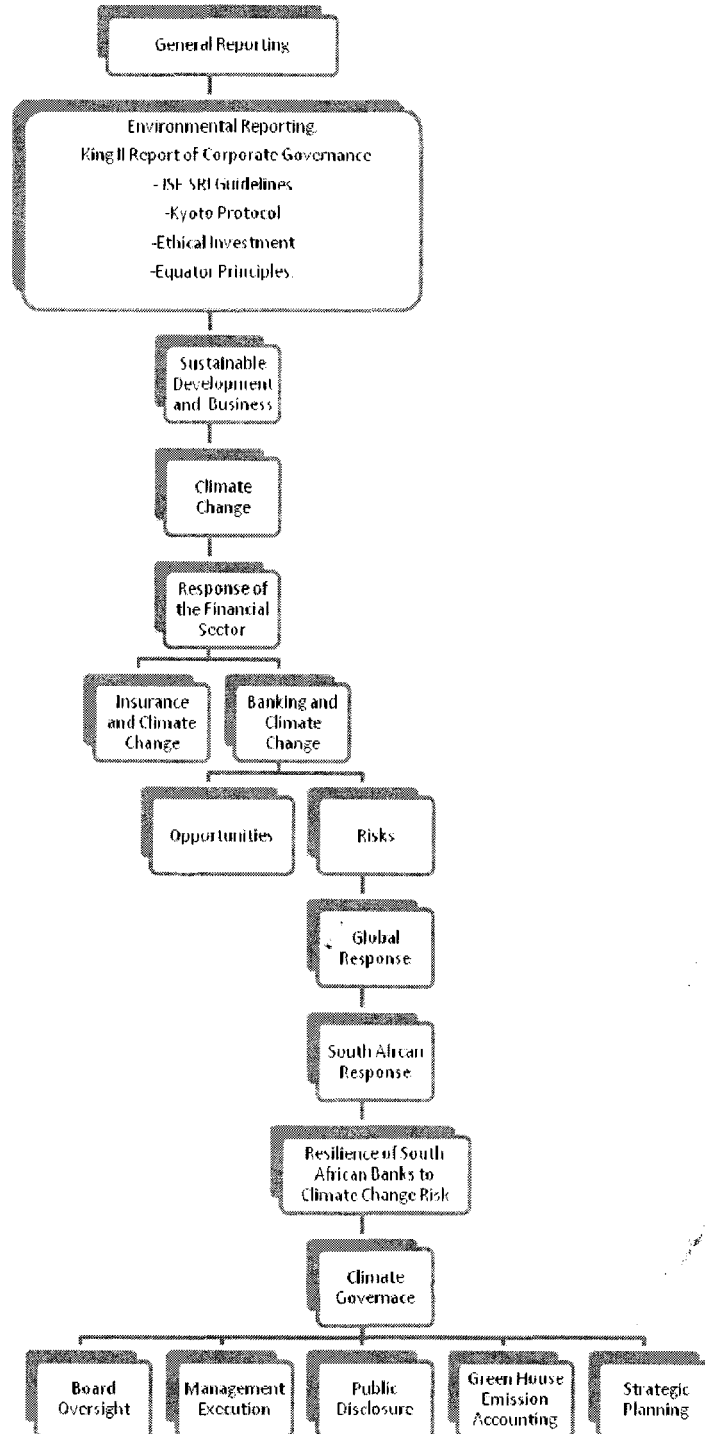 General Reporting
Environmental Reporting.
King II Report of Corporate Governance
-JSE SRI Guidelines
-Kyoto Protocol
-Ethical Investment
-Equator Principles.
Sustainable
Development
and Business
Climate
Change
Response of
the Financial
Sector
Insurance
and Climate
Change
Banking and
Climate
Change
Opportunities
Risks
Global
Response
South African
Response
Resilience of South
African Banks to
Climate Change Risk
Climate
Governace
Board
Oversight
Management
Execution
Public
Disclosure
Green House
Emission
Accounting
Strategic
Planning